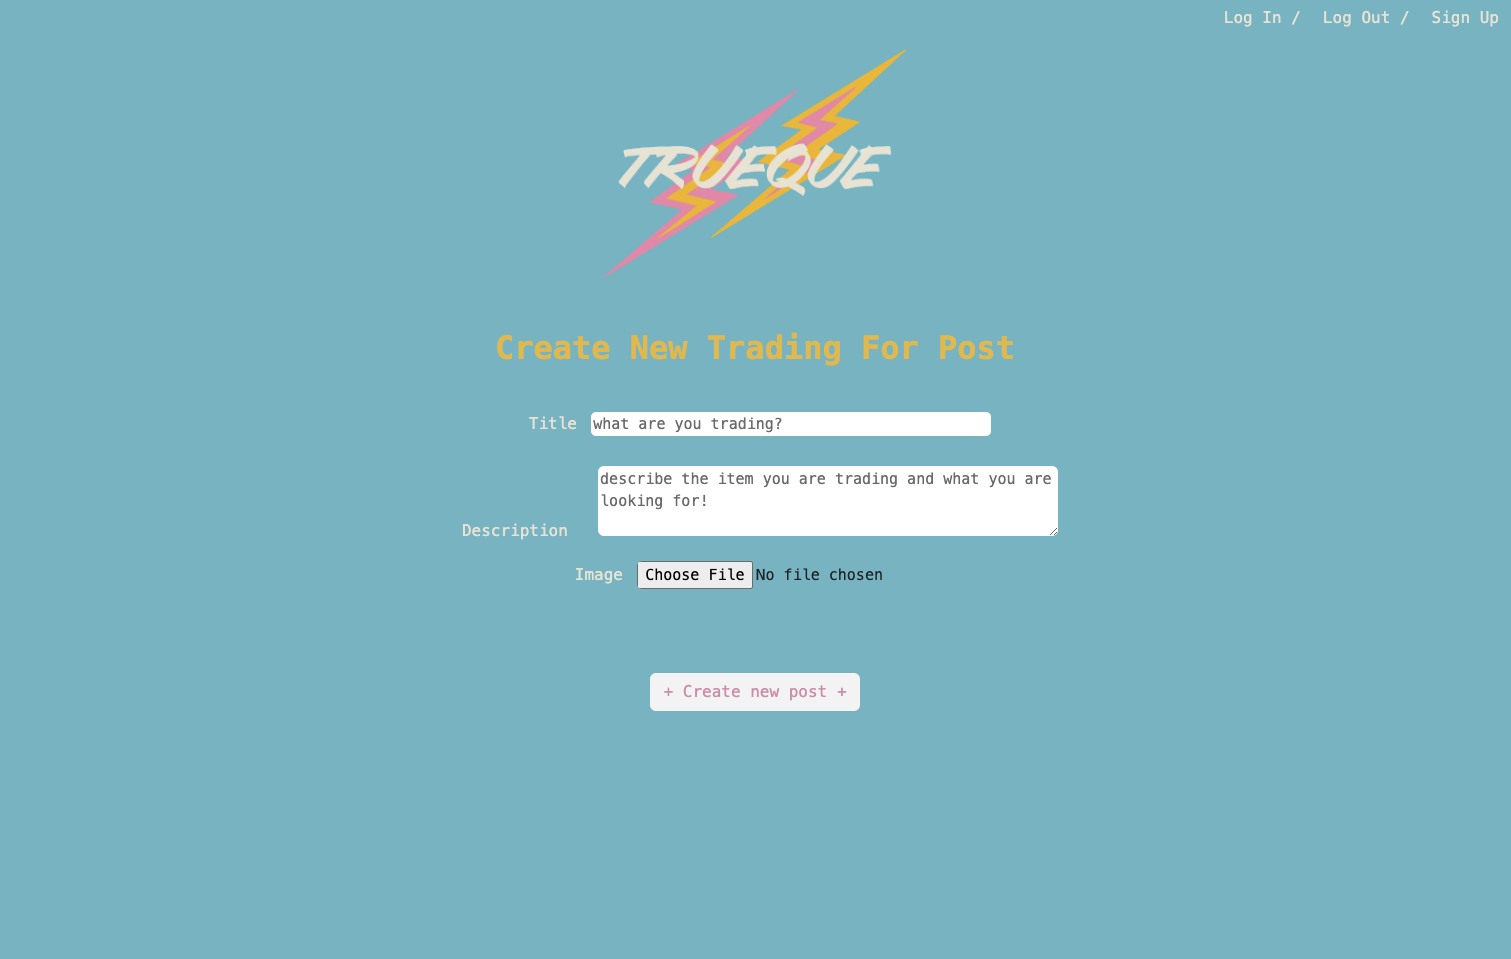 Log In / Log Out / Sign Up
TRUEQUE
Create New Trading For Post
Title what are you trading?
describe the item you are trading and what you are
looking for!
Description
Image Choose File No file chosen
+ Create new post +